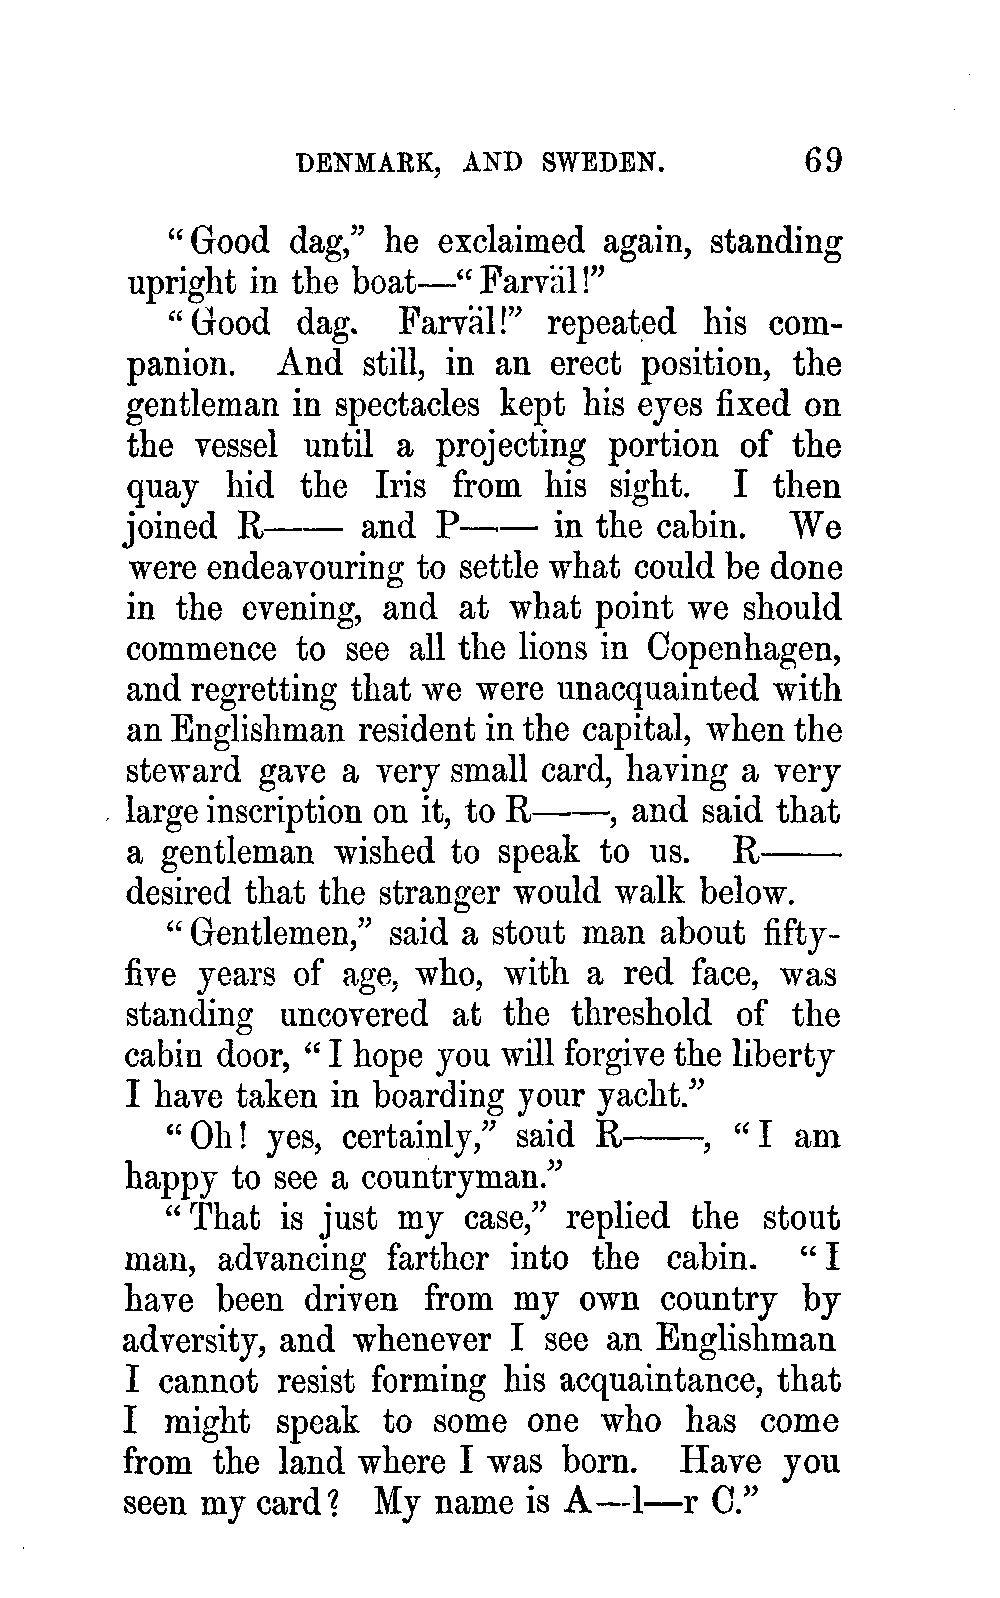 DENMARK, AND SWEDEN. 69
“Good dag,” he exclaimed again, standing
upright in the boat—“Farväl!”
“Good dag. Farväl!” repeated his com-
panion. And still, in an erect position, the
gentleman in spectacles kept his eyes fixed on
the vessel until a projecting portion of the
quay hid the Iris from his sight. I then
joined R—— and P—— in the cabin. We
were endeavouring to settle what could be done
in the evening, and at what point we should
commence to see all the lions in Copenhagen,
and regretting that we were unacquainted with
an Englishman resident in the capital, when the
steward gave a very small card, having a very
large inscription on it, to R——, and said that
a gentleman wished to speak to us. R——
desired that the stranger would walk below.
“Gentlemen,” said a stout man about fifty-
five years of age, who, with a red face, was
standing uncovered at the threshold of the
cabin door, “I hope you will forgive the liberty
I have taken in boarding your yacht.”
“Oh! yes, certainly,” said R——, “I am
happy to see a countryman.”
“That is just my case,” replied the stout
man, advancing farther into the cabin. “I
have been driven from my own country by
adversity, and whenever I see an Englishman
I cannot resist forming his acquaintance, that
I might speak to some one who has come
from the land where I was born. Have you
seen my card? My name is A—l—r C.”